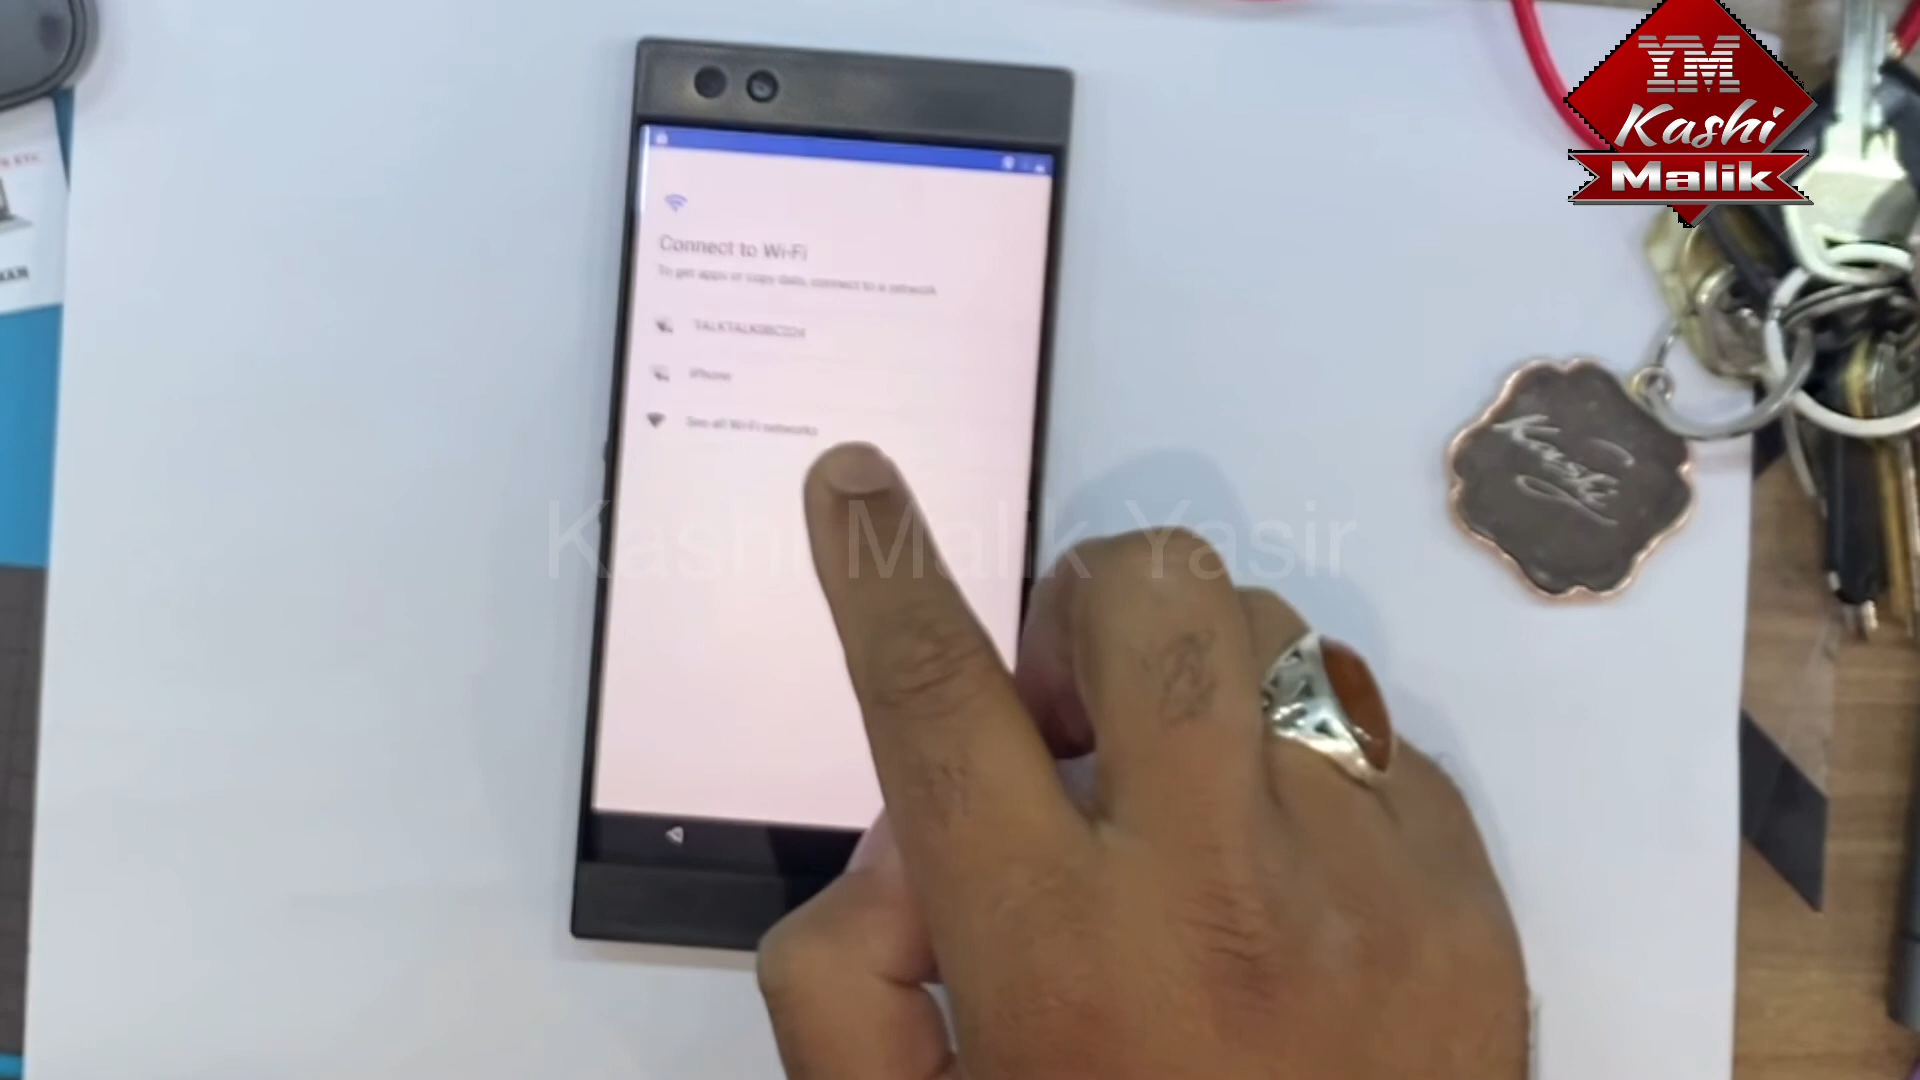 YM
Kashi
Malik
Connect to Wi-Fi
To get apps or copy data, connect to a network
iPhone
See all Wi-Fi networks
Kashi
Kashi Malik Yasir